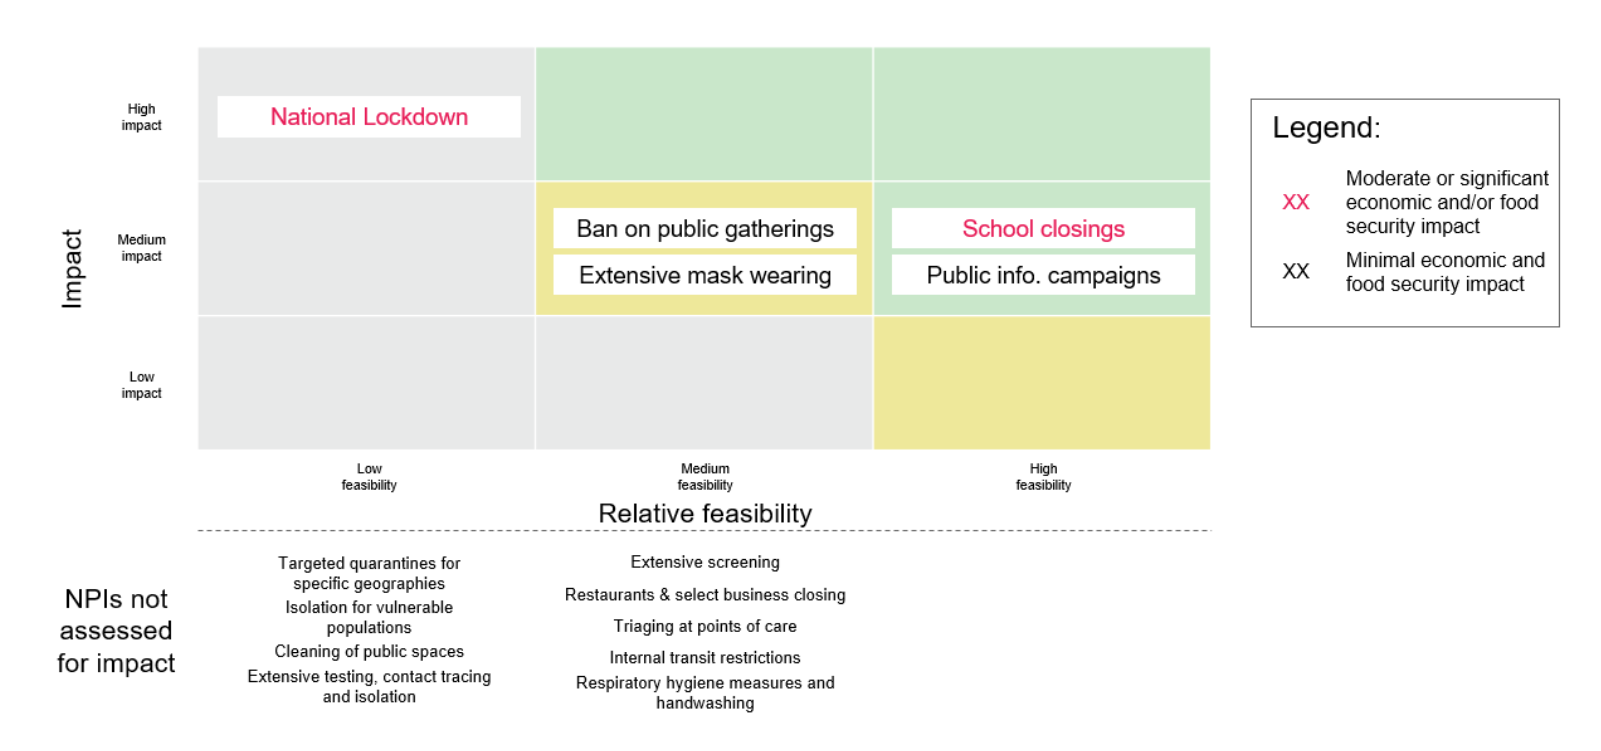 High
impact
National Lockdown
Medium
impact
Ban on public gatherings
School closings
Extensive mask wearing
Public info. campaigns
Low
impact
Impact
Low
feasibility
Medium
feasibility
High
feasibility
Relative feasibility
Legend:
XX
Moderate or significant
economic and/or food
security impact
XX
Minimal economic and
food security impact
NPIs not
assessed
for impact
Targeted quarantines for
specific geographies
Isolation for vulnerable
populations
Cleaning of public spaces
Extensive testing, contact tracing
and isolation
Extensive screening
Restaurants & select business closing
Triaging at points of care
Internal transit restrictions
Respiratory hygiene measures and
handwashing